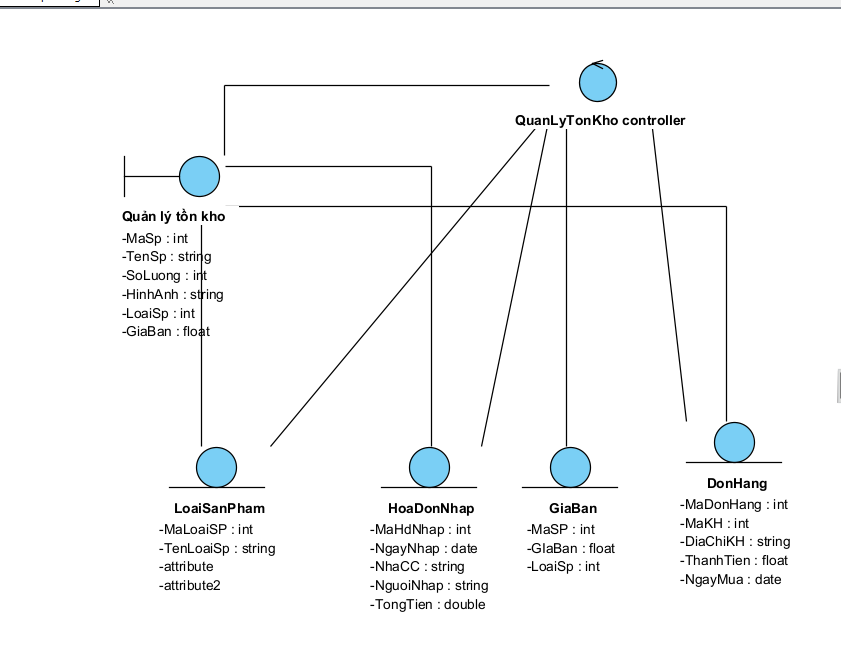 QuanLyTonKho controller
Quản lý tồn kho
-MaSp : int
-TenSp : string
-SoLuong : int
-HinhAnh : string
-LoaiSp : int
-GiaBan : float
LoaiSanPham
-MaLoaiSP : int
-TenLoaiSp : string
-attribute
-attribute2
HoaDonNhap
-MaHdNhap : int
-NgayNhap : date
-NhaCC : string
-NguoiNhap : string
-TongTien : double
GiaBan
-MaSP : int
-GIaBan : float
-LoaiSp : int
DonHang
-MaDonHang : int
-MaKH : int
-DiaChiKH : string
-ThanhTien : float
-NgayMua : date